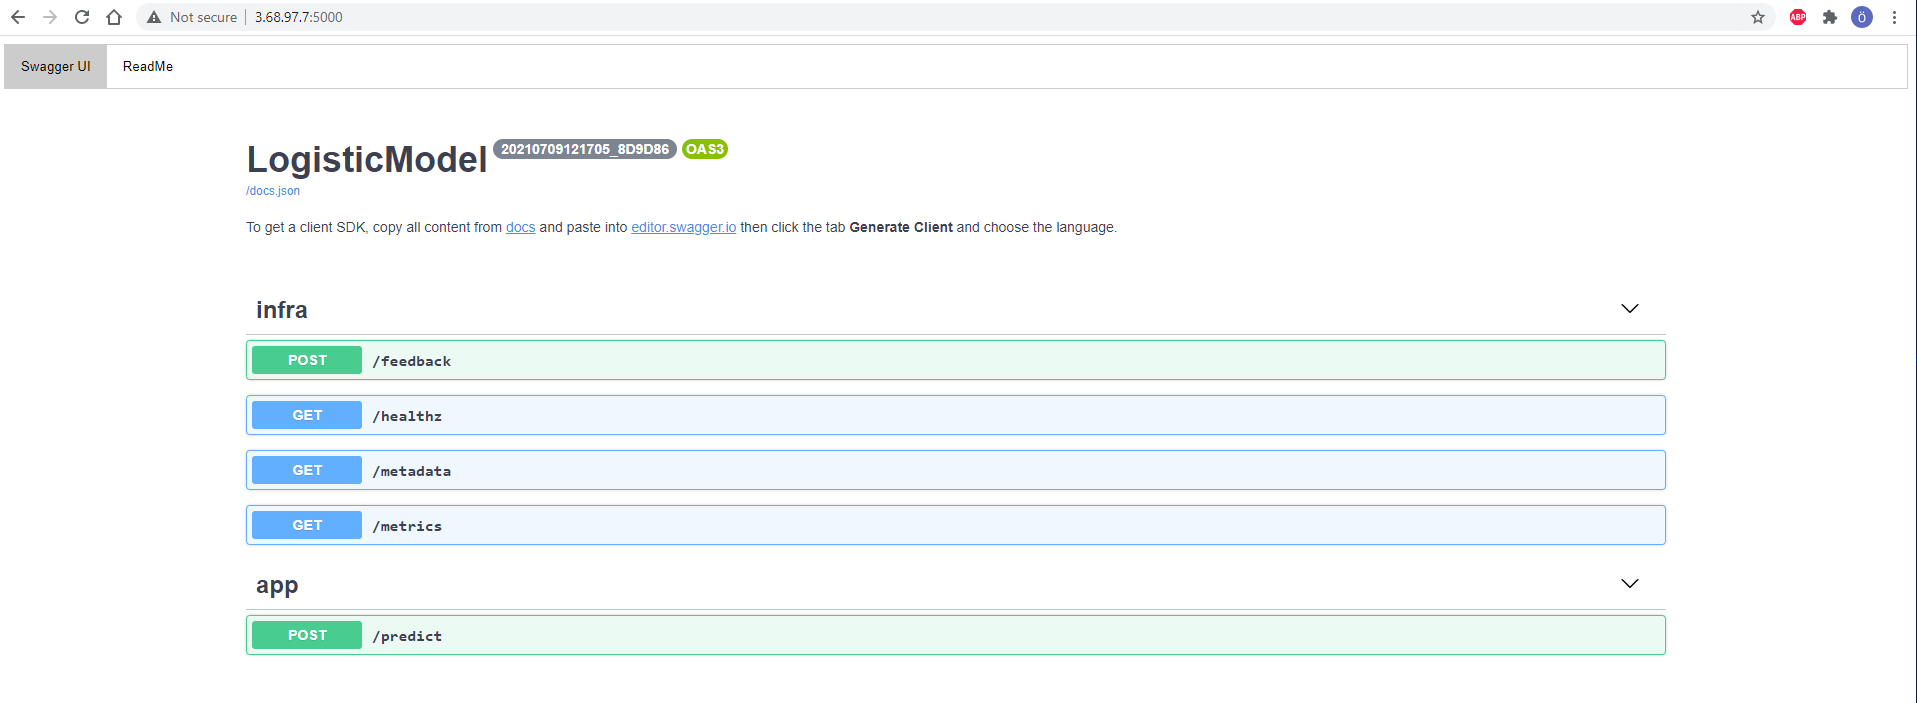 Not secure | 3.68.97.7:5000
ABP
Ö
Swagger UI ReadMe
LogisticModel 20210709121705_8D9D86 OAS3
/docs.json
To get a client SDK, copy all content from docs and paste into editor.swagger.io then click the tab Generate Client and choose the language.
infra
POST /feedback
GET /healthz
GET /metadata
GET /metrics
app
POST /predict